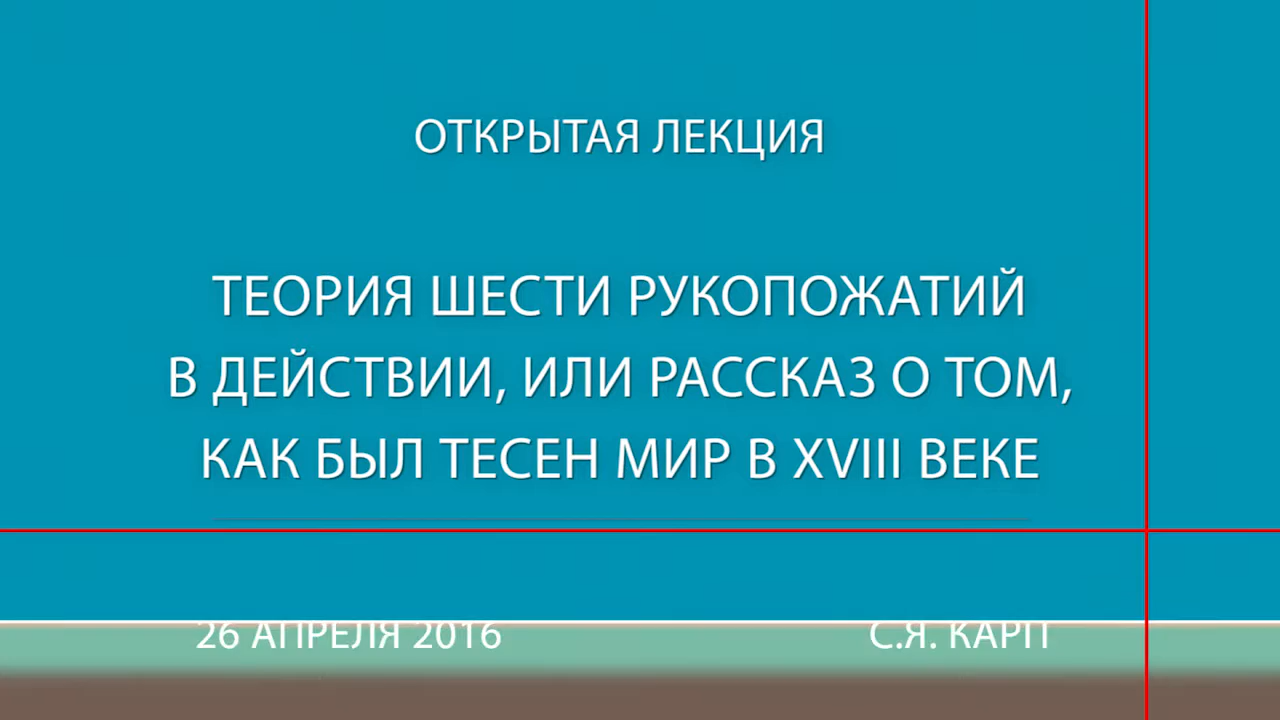 ОТКРЫТАЯ ЛЕКЦИЯ
ТЕОРИЯ ШЕСТИ РУКОПОЖАТИЙ
В ДЕЙСТВИИ, ИЛИ РАССКАЗ О ТОМ,
КАК БЫЛ ТЕСЕН МИР В XVIII ВЕКЕ
26 АПРЕЛЯ 2016 С.Я. КАРП